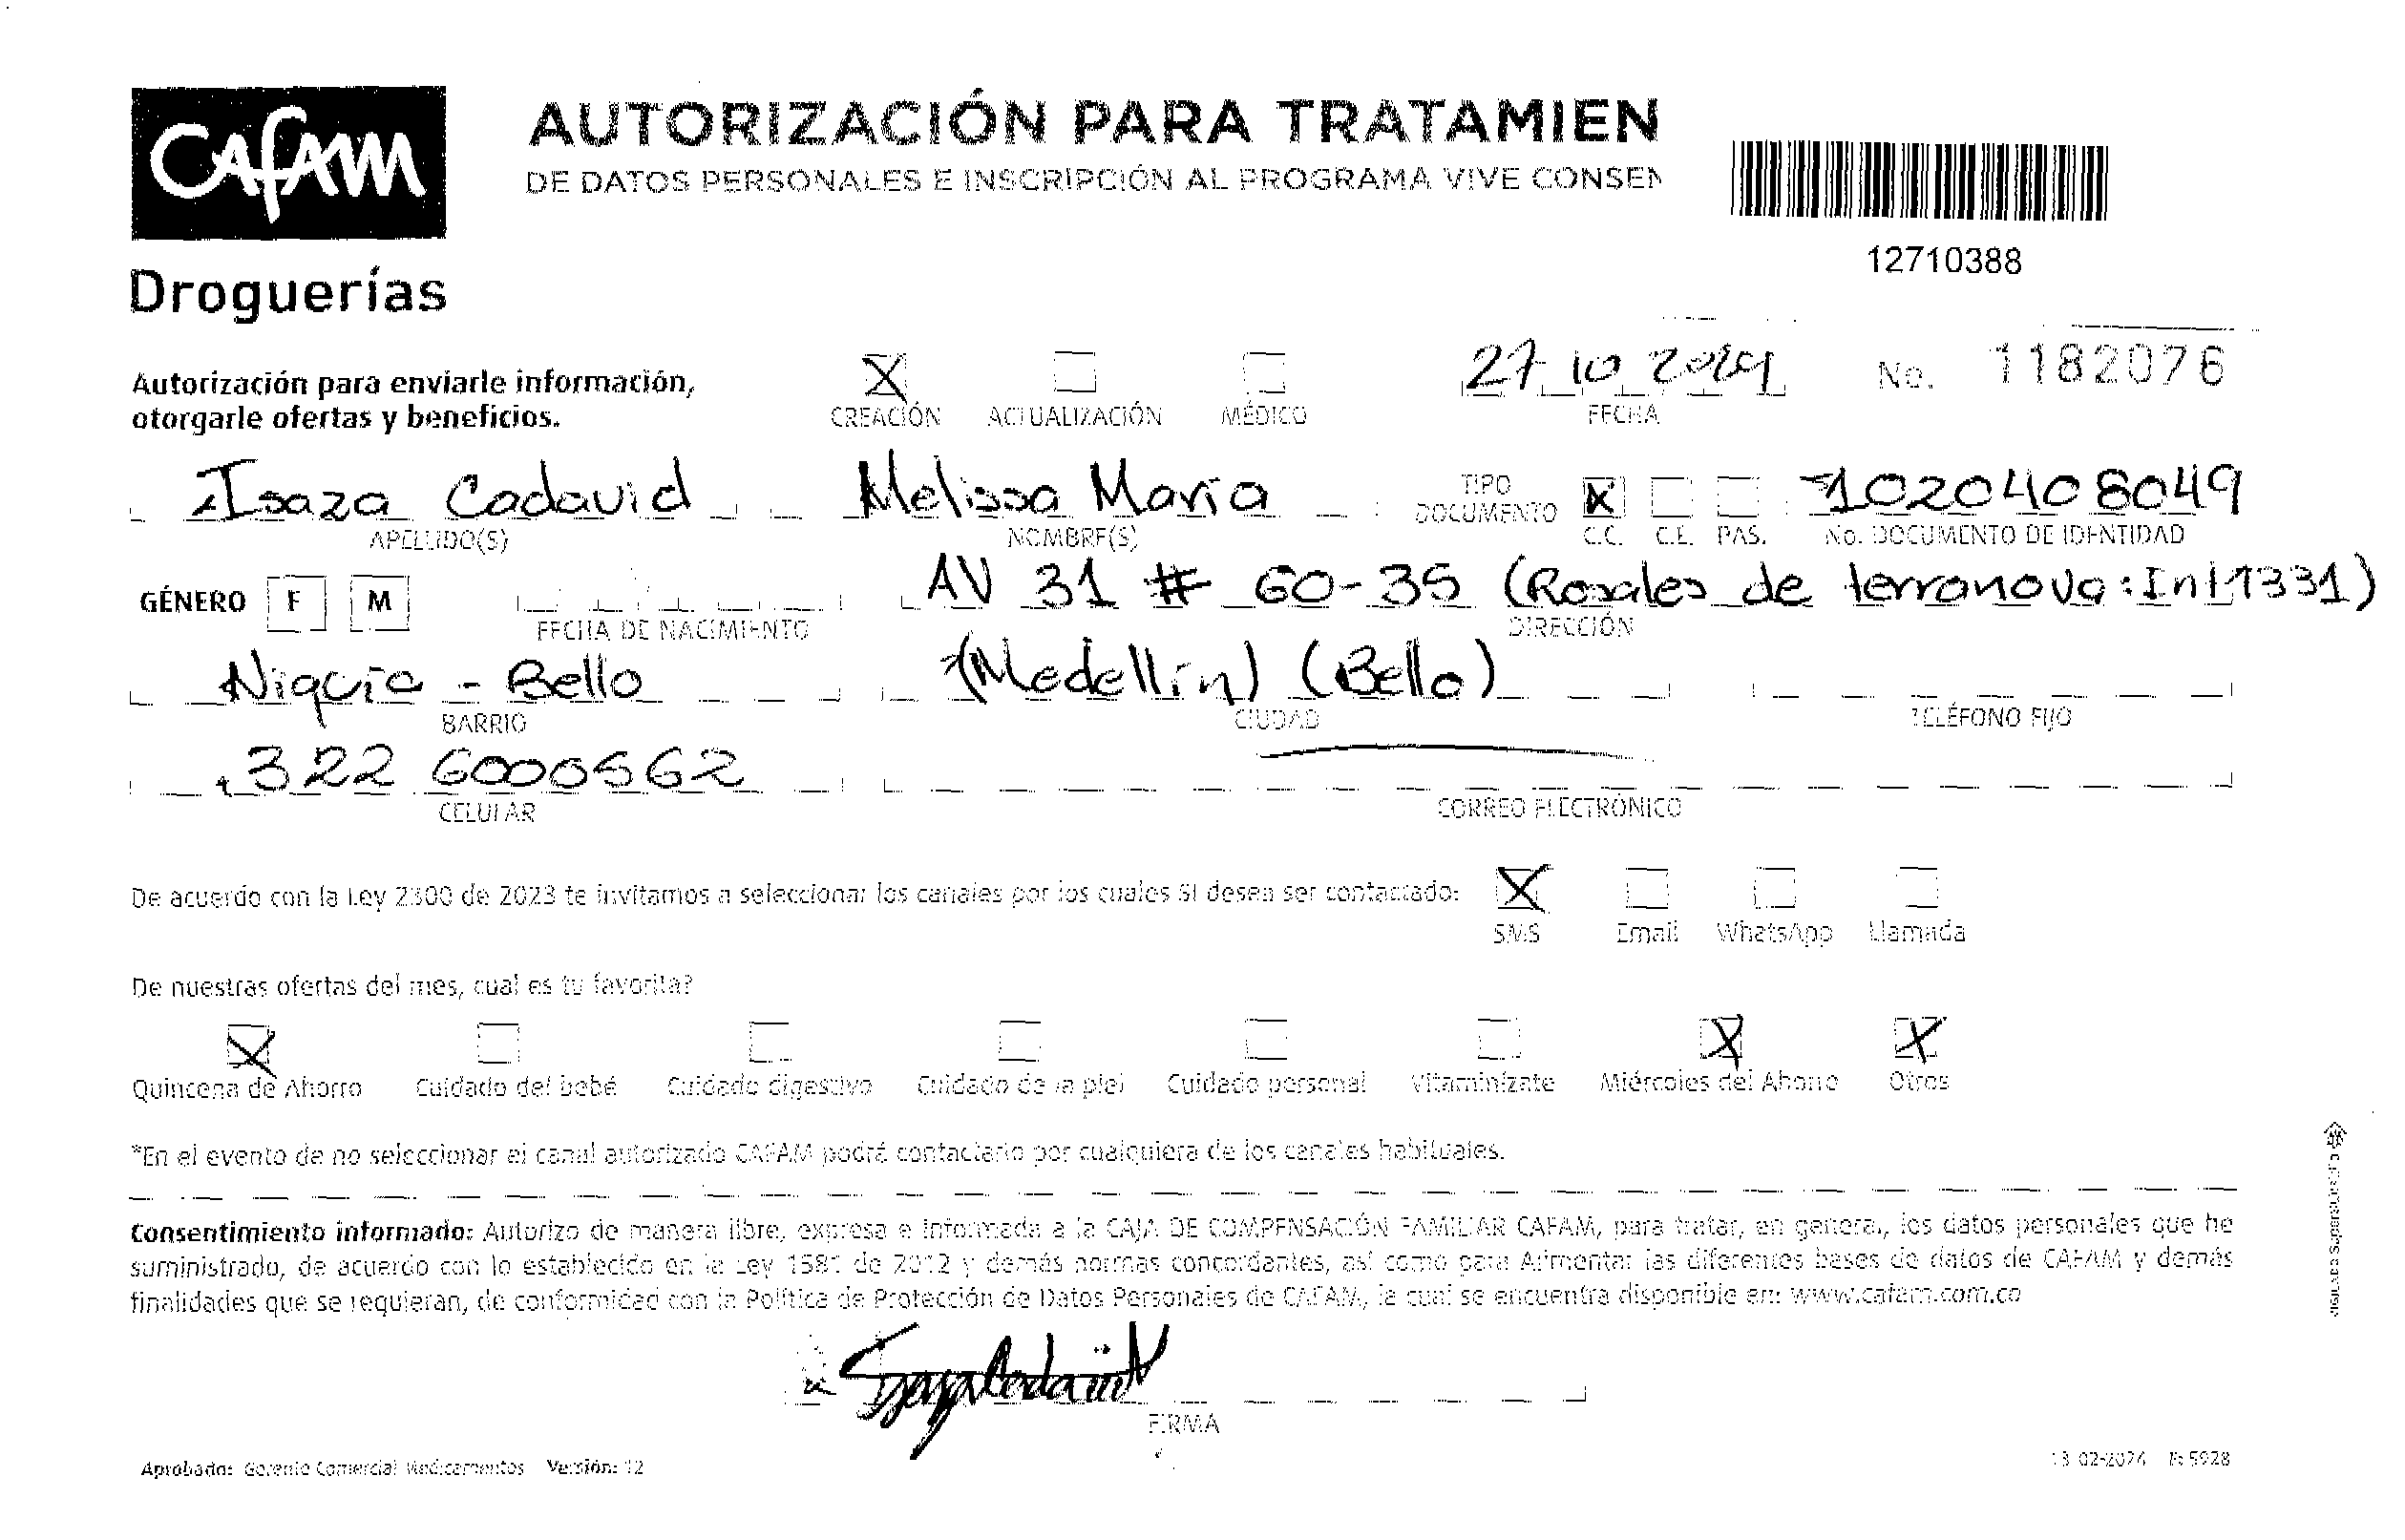 CAFAM
Droguerías
AUTORIZACIÓN PARA TRATAMIEN
DE DATOS PERSONALES E INSCRIPCIÓN AL PROGRAMA VIVE CONSEN
12710388
Autorización para enviarle información,
otorgarle ofertas y beneficios.
X X
CREACIÓN ACTUALIZACIÓN MÉDICO
27 10 2024
FECHA
No. 1182076
Isaza Cadavid Melissa María
APELLIDO(S) NOMBRE(S)
TIPO DOCUMENTO X 1020408049
C.C. C.E. PAS. No. DOCUMENTO DE IDENTIDAD
GÉNERO F M AV 31 # 60-35 (Rosales de terranova: Int 1331)
FECHA DE NACIMIENTO DIRECCIÓN
Niquía - Bello (Medellín) (Bello)
BARRIO CIUDAD TELÉFONO FIJO
322 6000562
CELULAR CORREO ELECTRÓNICO
De acuerdo con la Ley 2300 de 2023 te invitamos a seleccionar los canales por los cuales SI desea ser contactado: X
SMS Email WhatsApp Llamada
De nuestras ofertas del mes, cual es tu favorita?
X X X
Quincena de Ahorro Cuidado del bebé Cuidado digestivo Cuidado de la piel Cuidado personal Vitamínizate Miércoles del Ahorro Otros
*En el evento de no seleccionar el canal autorizado CAFAM podrá contactarlo por cualquiera de los canales habituales.
Consentimiento informado: Autorizo de manera libre, expresa e informada a la CAJA DE COMPENSACIÓN FAMILIAR CAFAM, para tratar, en general, los datos personales que he
suministrado, de acuerdo con lo establecido en la Ley 1581 de 2012 y demás normas concordantes, así como para Alimentar las diferentes bases de datos de CAFAM y demás
finalidades que se requieran, de conformidad con la Política de Protección de Datos Personales de CAFAM, la cual se encuentra disponible en: www.cafam.com.co
Isaza Cadavid
FIRMA
Aprobado: Gerente Comercial Medicamentos Versión: 12
VIGILADO SuperSubsidio